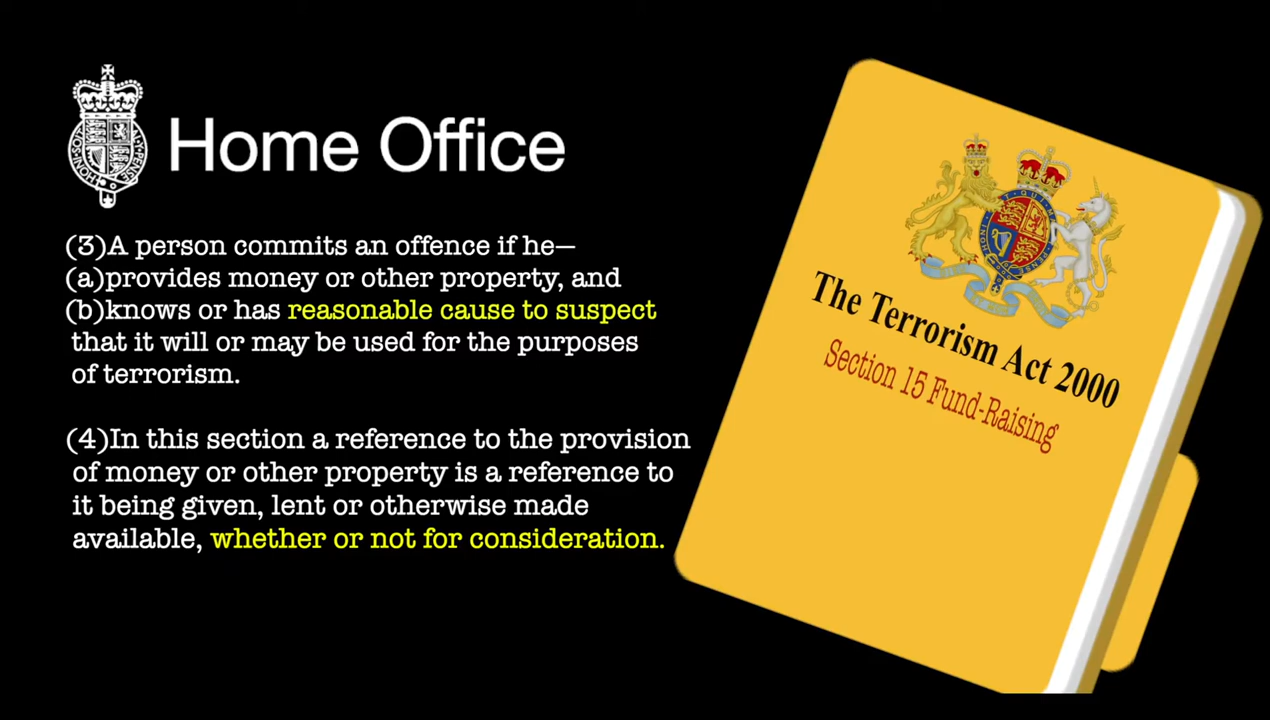 Home Office
(3)A person commits an offence if he—
(a)provides money or other property, and
(b)knows or has reasonable cause to suspect
that it will or may be used for the purposes
of terrorism.
(4)In this section a reference to the provision
of money or other property is a reference to
it being given, lent or otherwise made
available, whether or not for consideration.
The Terrorism Act 2000
Section 15 Fund-Raising